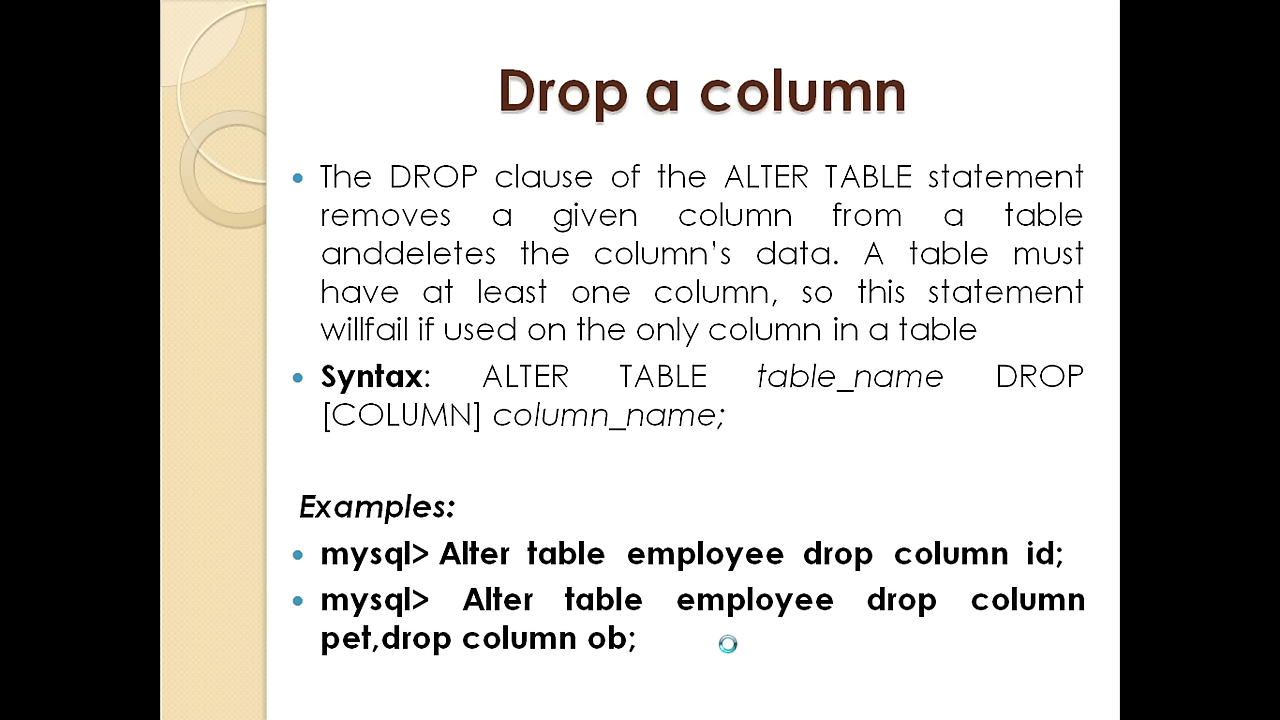 Drop a column
The DROP clause of the ALTER TABLE statement
removes a given column from a table
anddeletes the column's data. A table must
have at least one column, so this statement
willfail if used on the only column in a table
Syntax: ALTER TABLE table_name DROP
[COLUMN] column_name;
Examples:
mysql> Alter table employee drop column id;
mysql> Alter table employee drop column
pet,drop column ob;